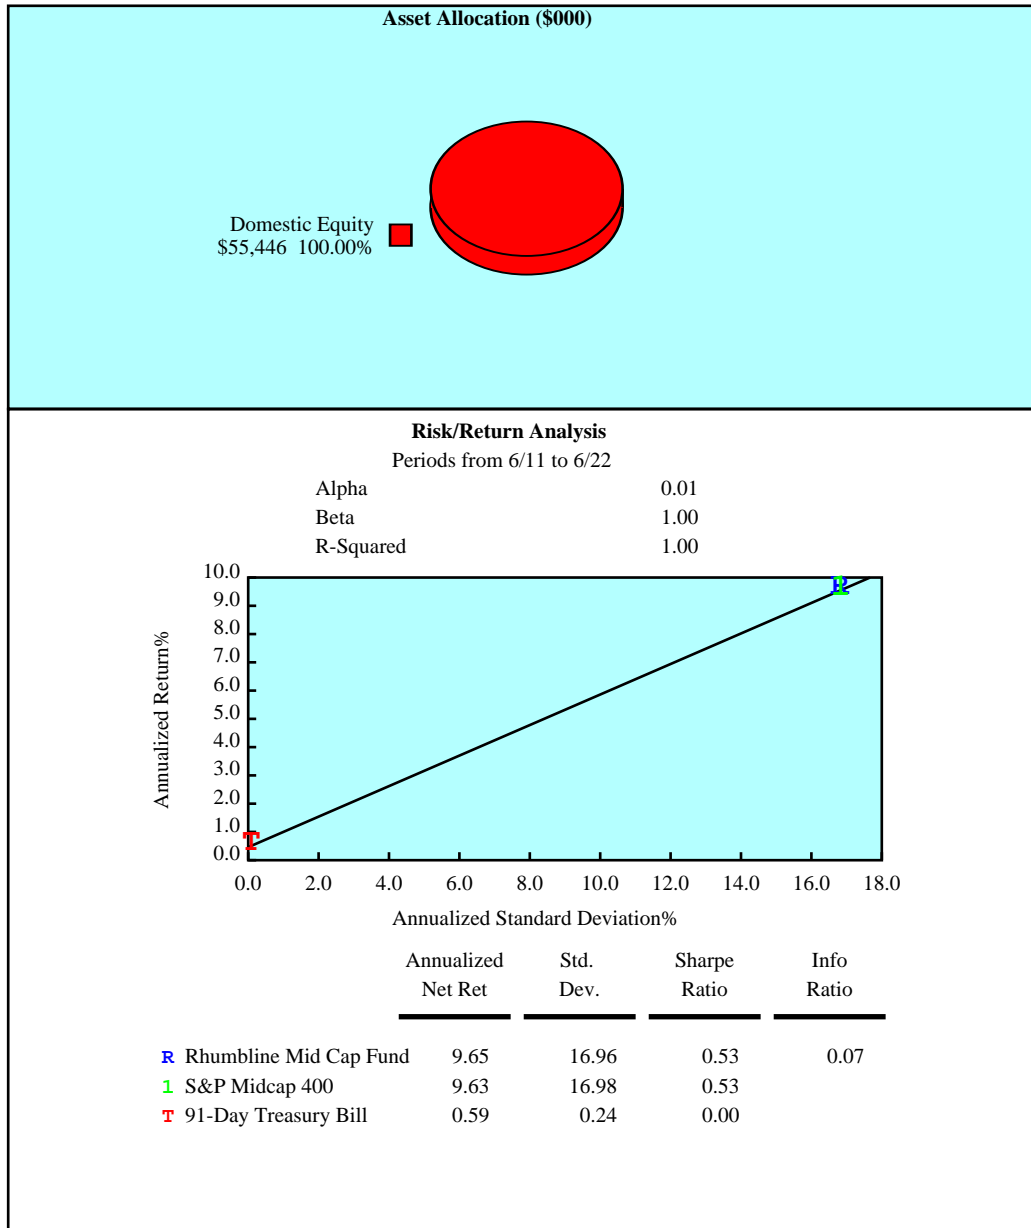 Asset Allocation ($000)
Domestic Equity
$55,446 100.00%
Risk/Return Analysis
Periods from 6/11 to 6/22
Alpha 0.01
Beta 1.00
R-Squared 1.00
10.0
9.0
8.0
7.0
6.0
5.0
4.0
3.0
2.0
1.0
0.0
Annualized Return%
R
1
T
0.0 2.0 4.0 6.0 8.0 10.0 12.0 14.0 16.0 18.0
Annualized Standard Deviation%
Annualized Std. Sharpe Info
Net Ret Dev. Ratio Ratio
R Rhumbline Mid Cap Fund 9.65 16.96 0.53 0.07
1 S&P Midcap 400 9.63 16.98 0.53
T 91-Day Treasury Bill 0.59 0.24 0.00